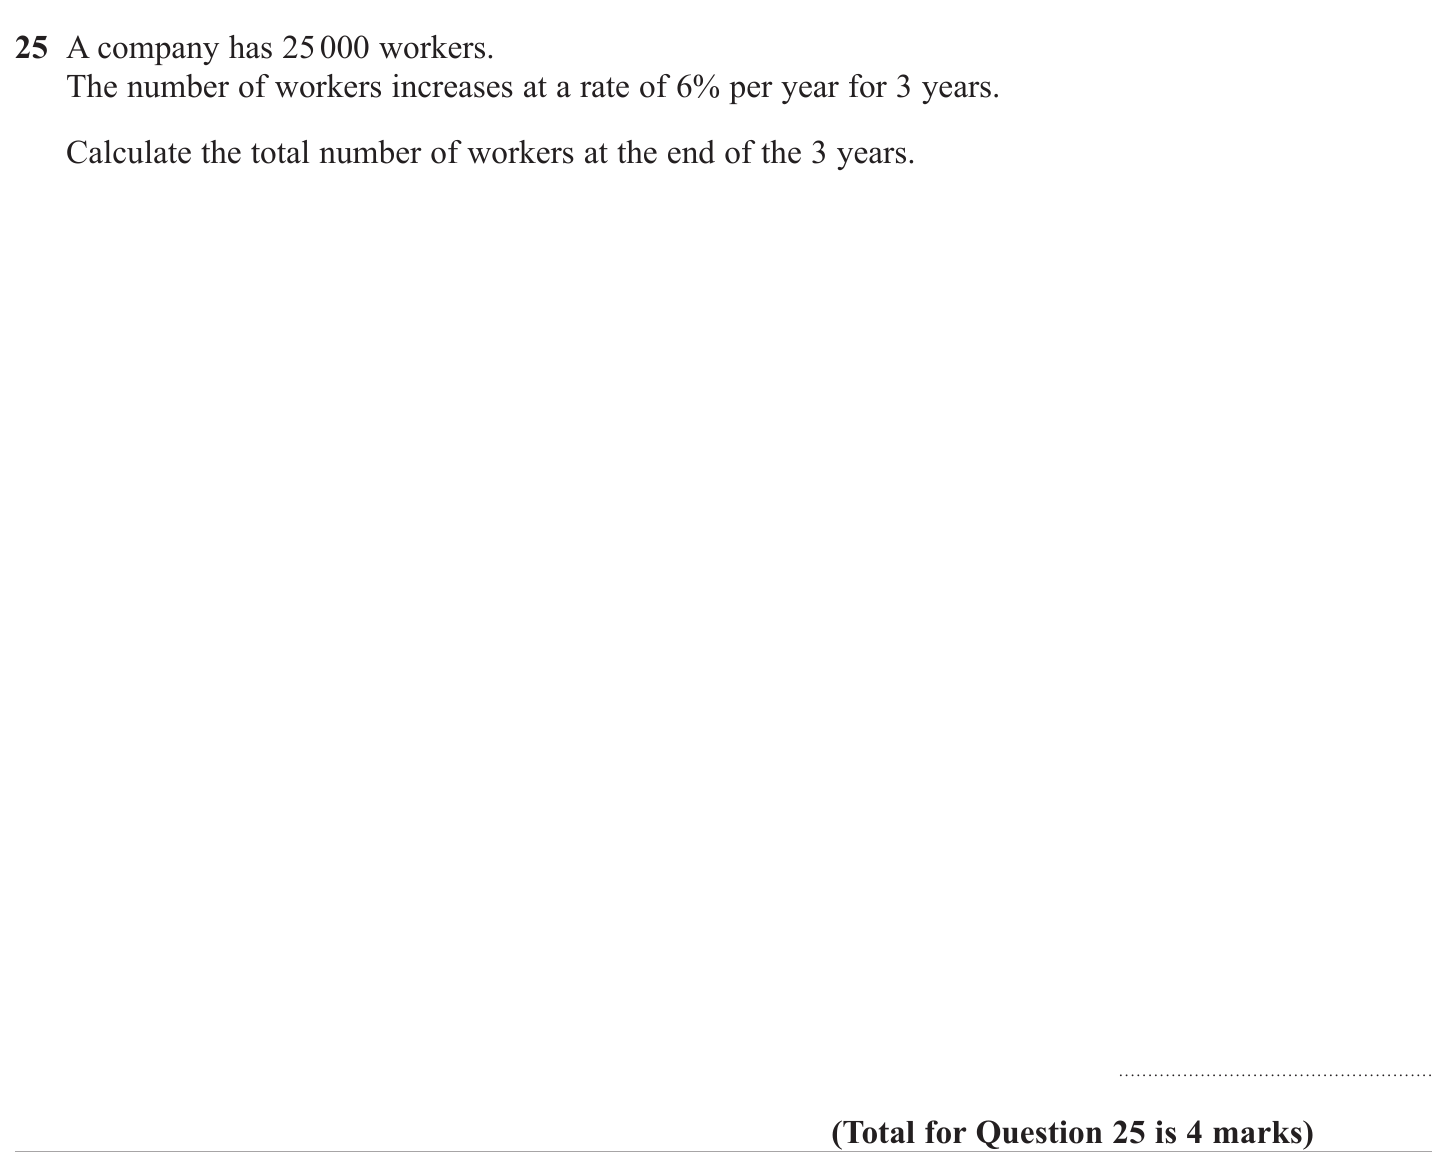 25 A company has 25 000 workers.
The number of workers increases at a rate of 6% per year for 3 years.
Calculate the total number of workers at the end of the 3 years.
(Total for Question 25 is 4 marks)